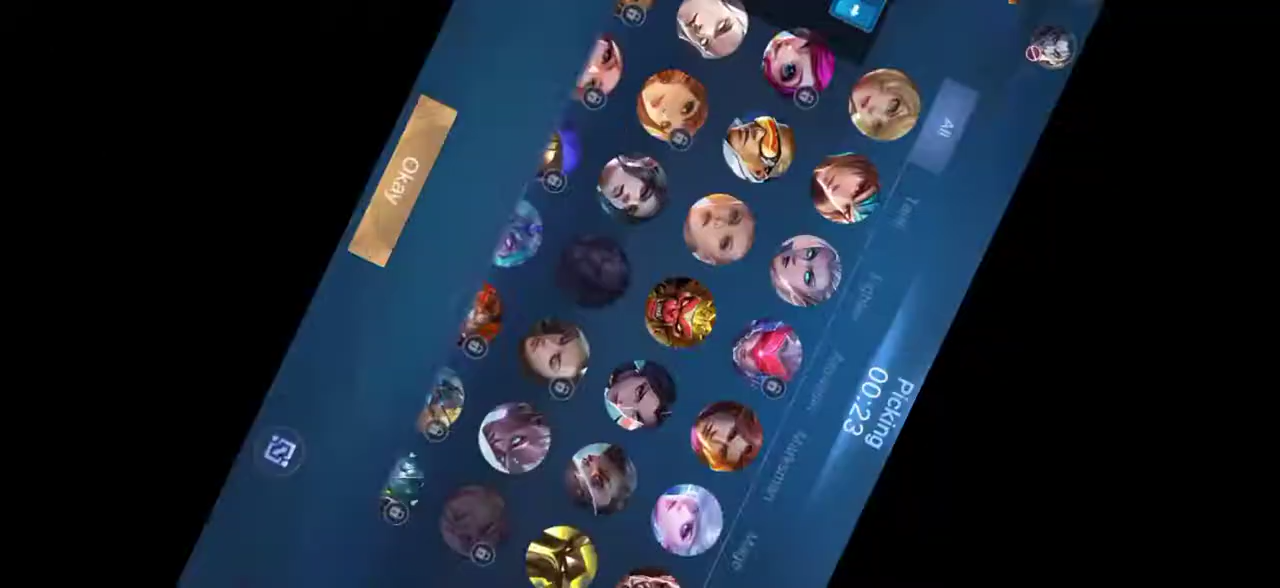 Picking
00:23
All
Tank
Fighter
Assassin
Marksman
Mage
Okay